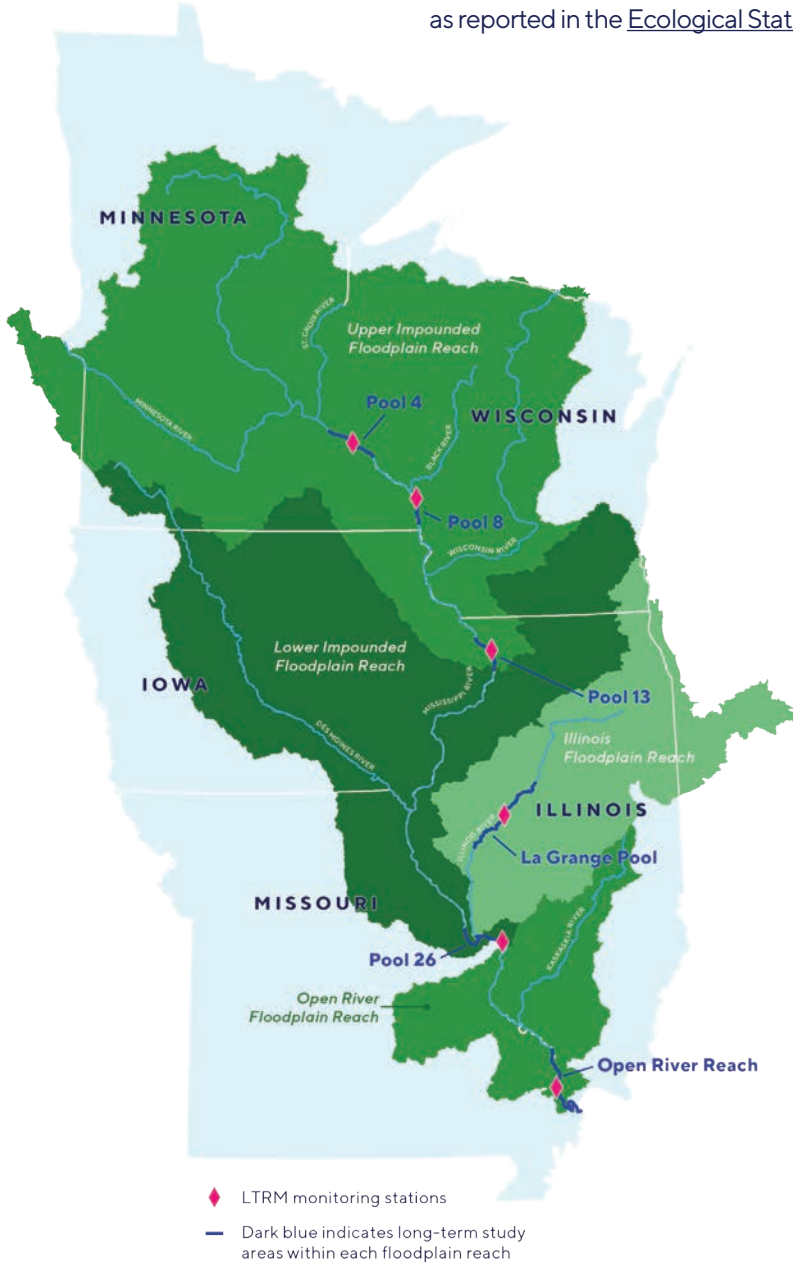 as reported in the Ecological Stat
MINNESOTA
ST. CROIX RIVER
Upper Impounded
Floodplain Reach
Pool 4
MINNESOTA RIVER
BLACK RIVER
WISCONSIN
Pool 8
WISCONSIN RIVER
Lower Impounded
Floodplain Reach
IOWA
MISSISSIPPI RIVER
Pool 13
DES MOINES RIVER
Illinois
Floodplain Reach
ILLINOIS
ILLINOIS RIVER
La Grange Pool
MISSOURI
KASKASKIA RIVER
Pool 26
Open River
Floodplain Reach
Open River Reach
LTRM monitoring stations
Dark blue indicates long-term study
areas within each floodplain reach